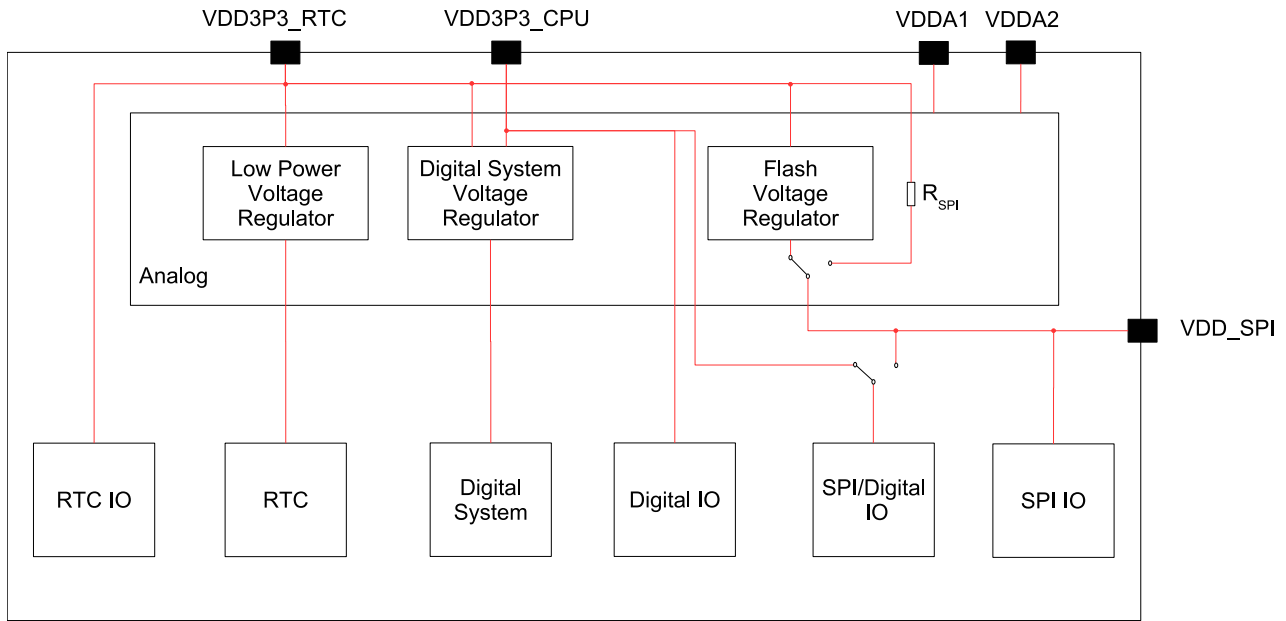 VDD3P3_RTC
VDD3P3_CPU
VDDA1
VDDA2
Low Power
Voltage
Regulator
Digital System
Voltage
Regulator
Flash
Voltage
Regulator
RSPI
Analog
VDD_SPI
RTC IO
RTC
Digital
System
Digital IO
SPI/Digital
IO
SPI IO